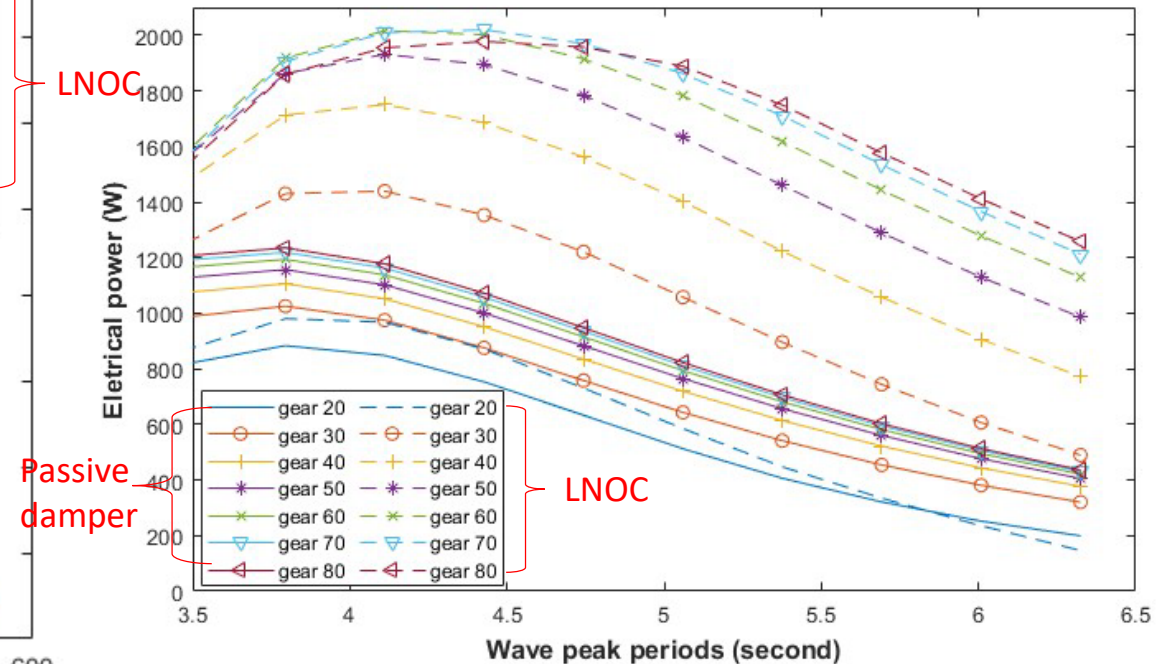 2000
1800
1600
1400
1200
1000
800
600
400
200
0
Eletrical power (W)
LNOC
Passive
damper
gear 20 gear 20
gear 30 gear 30
gear 40 gear 40
gear 50 gear 50
gear 60 gear 60
gear 70 gear 70
gear 80 gear 80
LNOC
3.5 4 4.5 5 5.5 6 6.5
Wave peak periods (second)